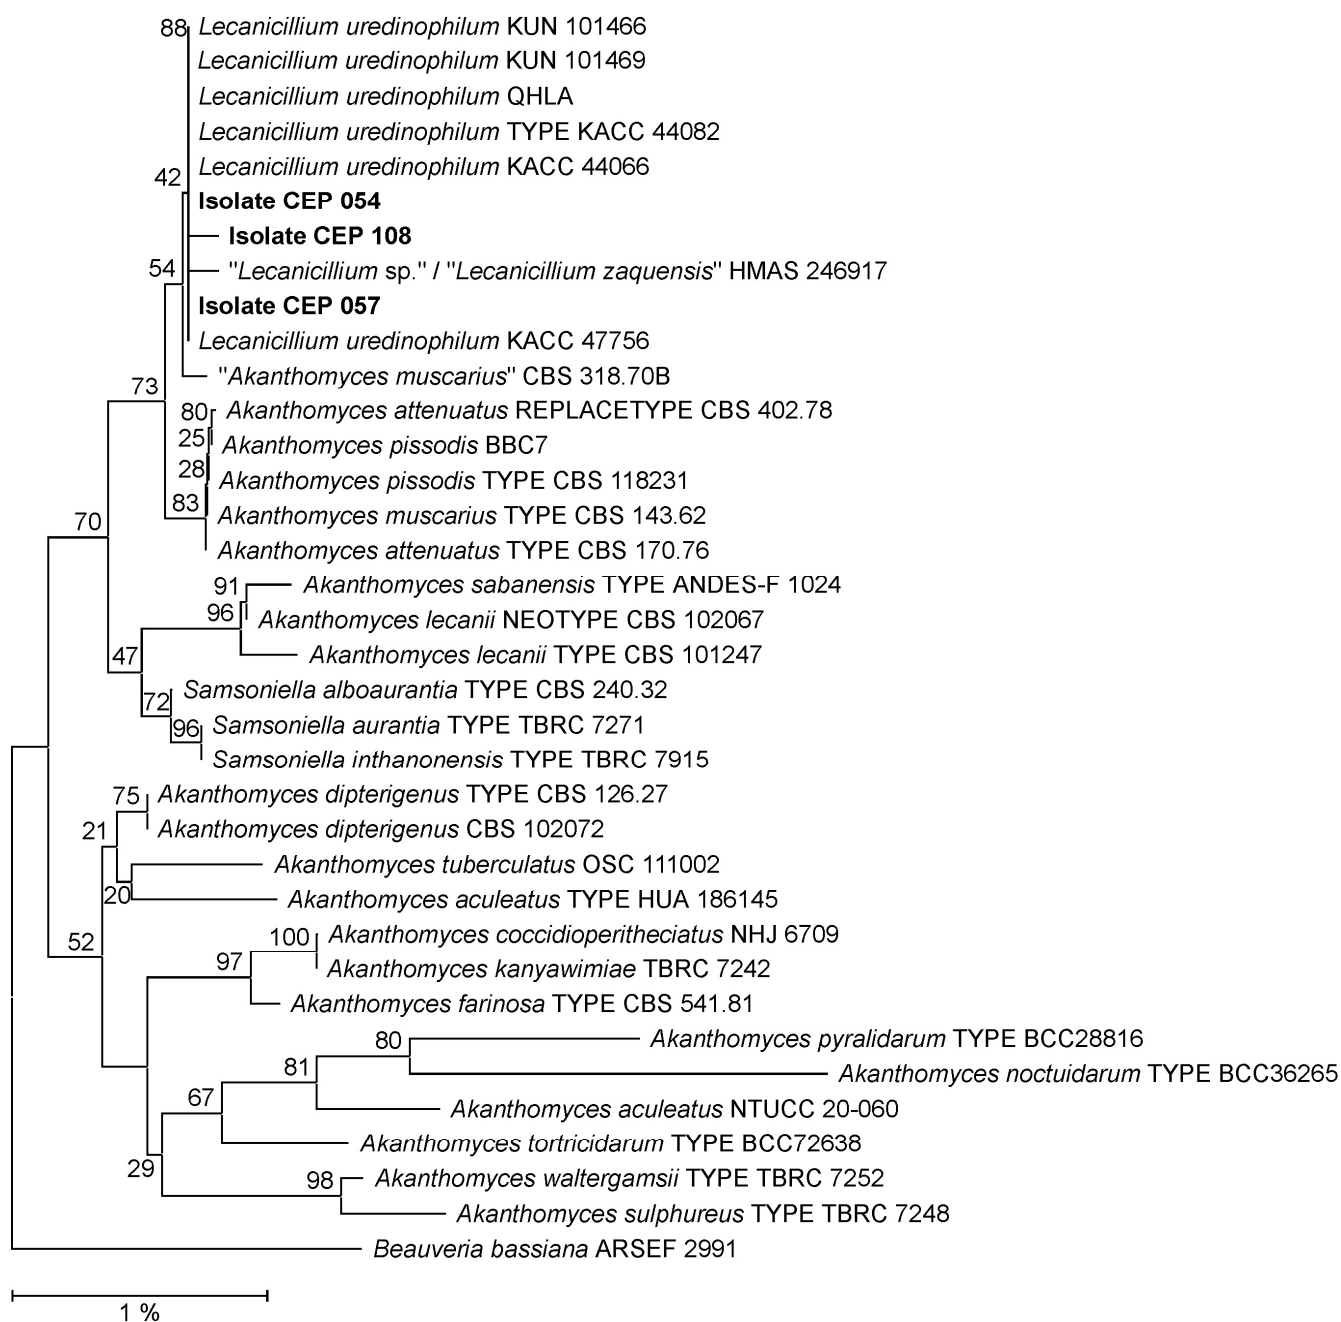 88 Lecanicillium uredinophilum KUN 101466
Lecanicillium uredinophilum KUN 101469
Lecanicillium uredinophilum QHLA
Lecanicillium uredinophilum TYPE KACC 44082
Lecanicillium uredinophilum KACC 44066
42
Isolate CEP 054
Isolate CEP 108
54 "Lecanicillium sp." / "Lecanicillium zaquensis" HMAS 246917
Isolate CEP 057
Lecanicillium uredinophilum KACC 47756
"Akanthomyces muscarius" CBS 318.70B
73
80 Akanthomyces attenuatus REPLACETYPE CBS 402.78
25 Akanthomyces pissodis BBC7
28 Akanthomyces pissodis TYPE CBS 118231
83 Akanthomyces muscarius TYPE CBS 143.62
70
Akanthomyces attenuatus TYPE CBS 170.76
91 Akanthomyces sabanensis TYPE ANDES-F 1024
96 Akanthomyces lecanii NEOTYPE CBS 102067
47 Akanthomyces lecanii TYPE CBS 101247
72 Samsoniella alboaurantia TYPE CBS 240.32
96 Samsoniella aurantia TYPE TBRC 7271
Samsoniella inthanonensis TYPE TBRC 7915
75 Akanthomyces dipterigenus TYPE CBS 126.27
21 Akanthomyces dipterigenus CBS 102072
Akanthomyces tuberculatus OSC 111002
20 Akanthomyces aculeatus TYPE HUA 186145
52
100 Akanthomyces coccidioperitheciatus NHJ 6709
97 Akanthomyces kanyawimiae TBRC 7242
Akanthomyces farinosa TYPE CBS 541.81
80 Akanthomyces pyralidarum TYPE BCC28816
81 Akanthomyces noctuidarum TYPE BCC36265
67 Akanthomyces aculeatus NTUCC 20-060
Akanthomyces tortricidarum TYPE BCC72638
29
98 Akanthomyces waltergamsii TYPE TBRC 7252
Akanthomyces sulphureus TYPE TBRC 7248
Beauveria bassiana ARSEF 2991
1 %